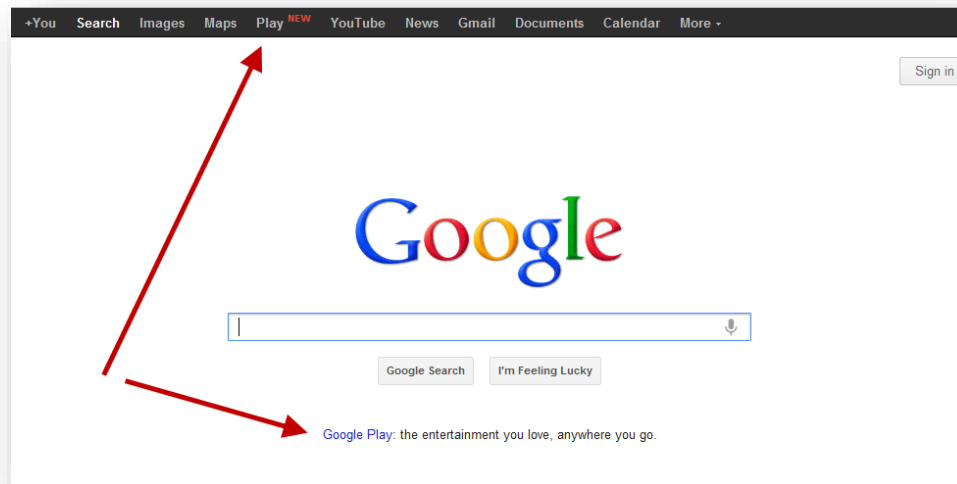 +You Search Images Maps Play NEW YouTube News Gmail Documents Calendar More
Sign in
Google
Google Search I'm Feeling Lucky
Google Play: the entertainment you love, anywhere you go.